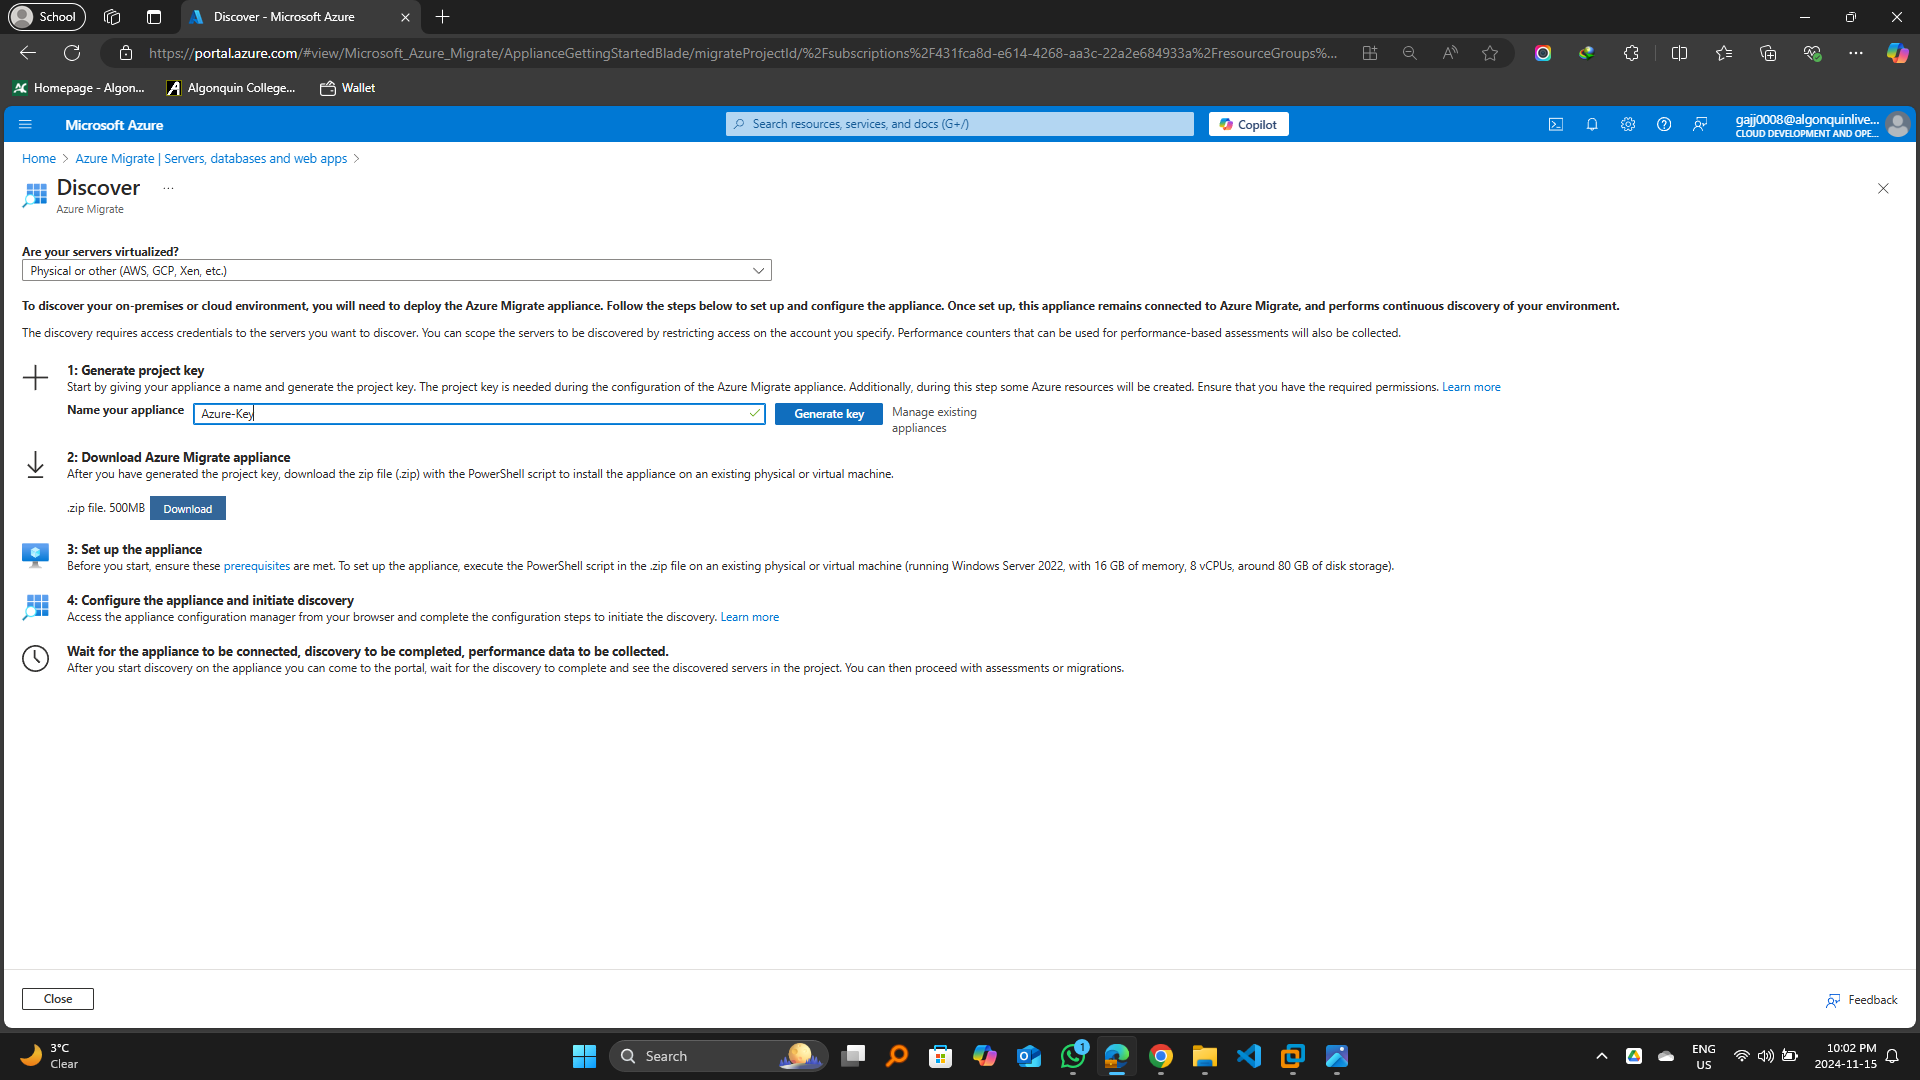 School
Discover - Microsoft Azure
https://portal.azure.com/#view/Microsoft_Azure_Migrate/ApplianceGettingStartedBlade/migrateProjectId/%2Fsubscriptions%2F431fca8d-e614-4268-aa3c-22a2e684933a%2FresourceGroups%...
Homepage - Algon...
Algonquin College...
Wallet
Microsoft Azure
Search resources, services, and docs (G+/)
Copilot
gajj0008@algonquinlive...
CLOUD DEVELOPMENT AND OPE...
Home > Azure Migrate | Servers, databases and web apps >
Discover ...
Azure Migrate
Are your servers virtualized?
Physical or other (AWS, GCP, Xen, etc.)
To discover your on-premises or cloud environment, you will need to deploy the Azure Migrate appliance. Follow the steps below to set up and configure the appliance. Once set up, this appliance remains connected to Azure Migrate, and performs continuous discovery of your environment.
The discovery requires access credentials to the servers you want to discover. You can scope the servers to be discovered by restricting access on the account you specify. Performance counters that can be used for performance-based assessments will also be collected.
1: Generate project key
Start by giving your appliance a name and generate the project key. The project key is needed during the configuration of the Azure Migrate appliance. Additionally, during this step some Azure resources will be created. Ensure that you have the required permissions. Learn more
Name your appliance
Azure-Key
Generate key
Manage existing
appliances
2: Download Azure Migrate appliance
After you have generated the project key, download the zip file (.zip) with the PowerShell script to install the appliance on an existing physical or virtual machine.
.zip file. 500MB
Download
3: Set up the appliance
Before you start, ensure these prerequisites are met. To set up the appliance, execute the PowerShell script in the .zip file on an existing physical or virtual machine (running Windows Server 2022, with 16 GB of memory, 8 vCPUs, around 80 GB of disk storage).
4: Configure the appliance and initiate discovery
Access the appliance configuration manager from your browser and complete the configuration steps to initiate the discovery. Learn more
Wait for the appliance to be connected, discovery to be completed, performance data to be collected.
After you start discovery on the appliance you can come to the portal, wait for the discovery to complete and see the discovered servers in the project. You can then proceed with assessments or migrations.
Close
Feedback
3°C
Clear
Search
1
ENG
US
10:02 PM
2024-11-15